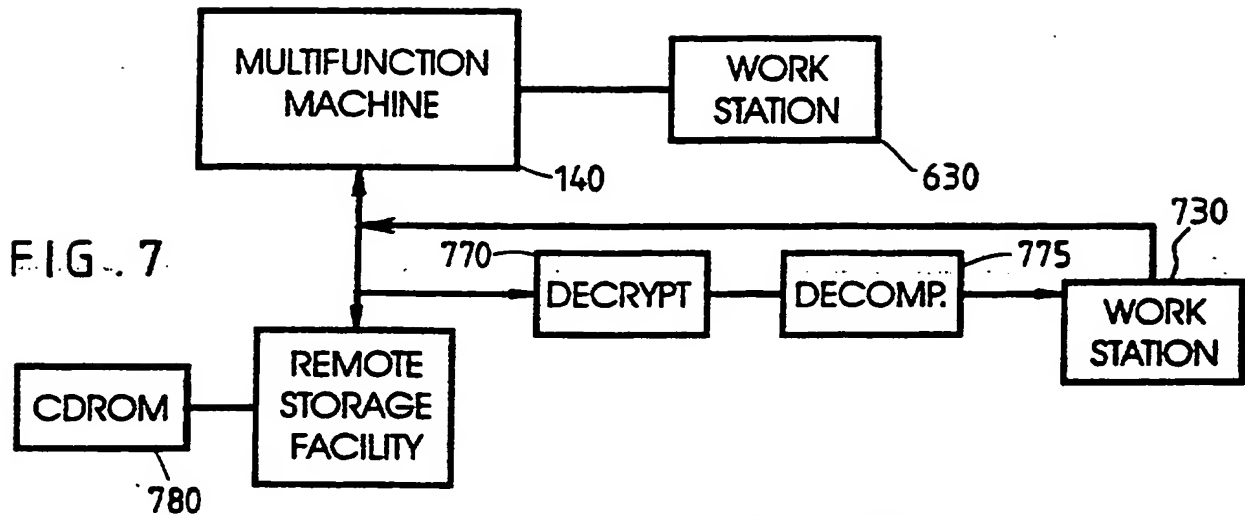 MULTIFUNCTION
MACHINE
WORK
STATION
140
630
730
FIG. 7
770
775
DECRYPT
DECOMP.
WORK
STATION
REMOTE
STORAGE
FACILITY
CDROM
780